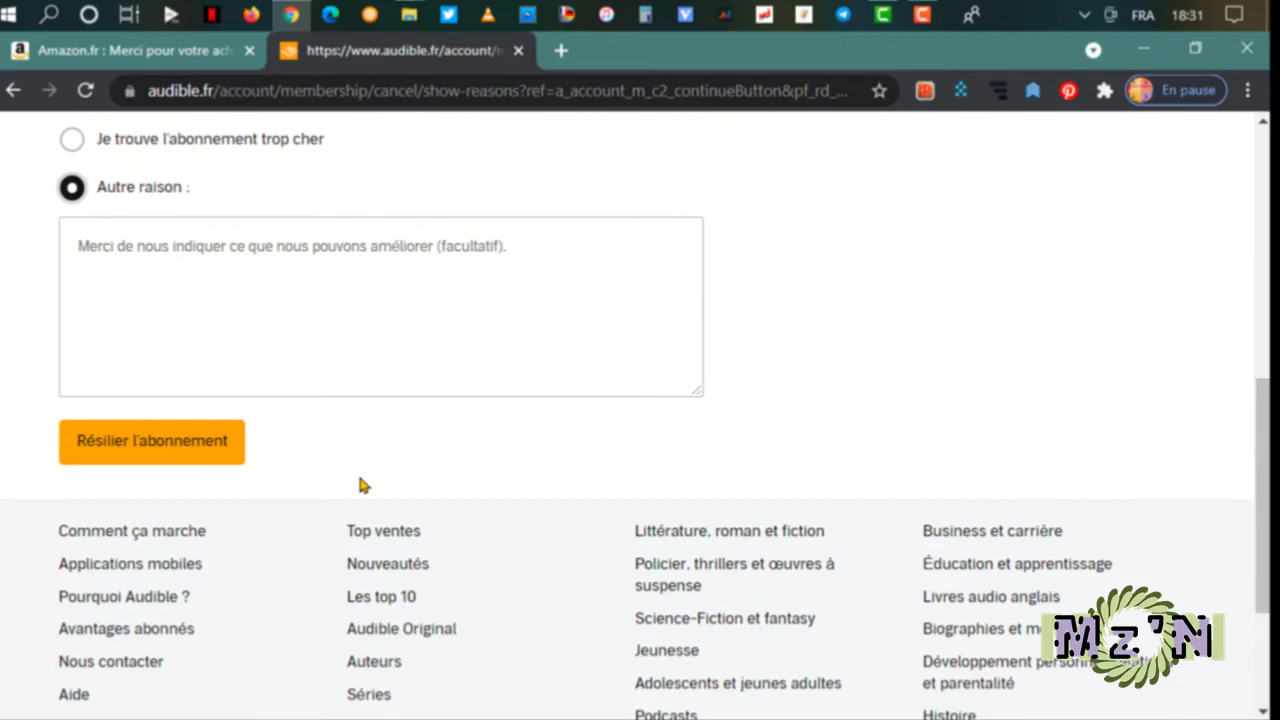 FRA 18:31
Amazon.fr : Merci pour votre ach
https://www.audible.fr/account/
audible.fr/account/membership/cancel/show-reasons?ref=a_account_m_c2_continueButton&pf_rd_...
En pause
Je trouve l'abonnement trop cher
Autre raison :
Merci de nous indiquer ce que nous pouvons améliorer (facultatif).
Résilier l'abonnement
Comment ça marche
Applications mobiles
Pourquoi Audible ?
Avantages abonnés
Nous contacter
Aide
Top ventes
Nouveautés
Les top 10
Audible Original
Auteurs
Séries
Littérature, roman et fiction
Policier, thrillers et œuvres à
suspense
Science-Fiction et fantasy
Jeunesse
Adolescents et jeunes adultes
Podcasts
Business et carrière
Éducation et apprentissage
Livres audio anglais
Biographies et
Développement
et parentalité
Histoire
Mz'N